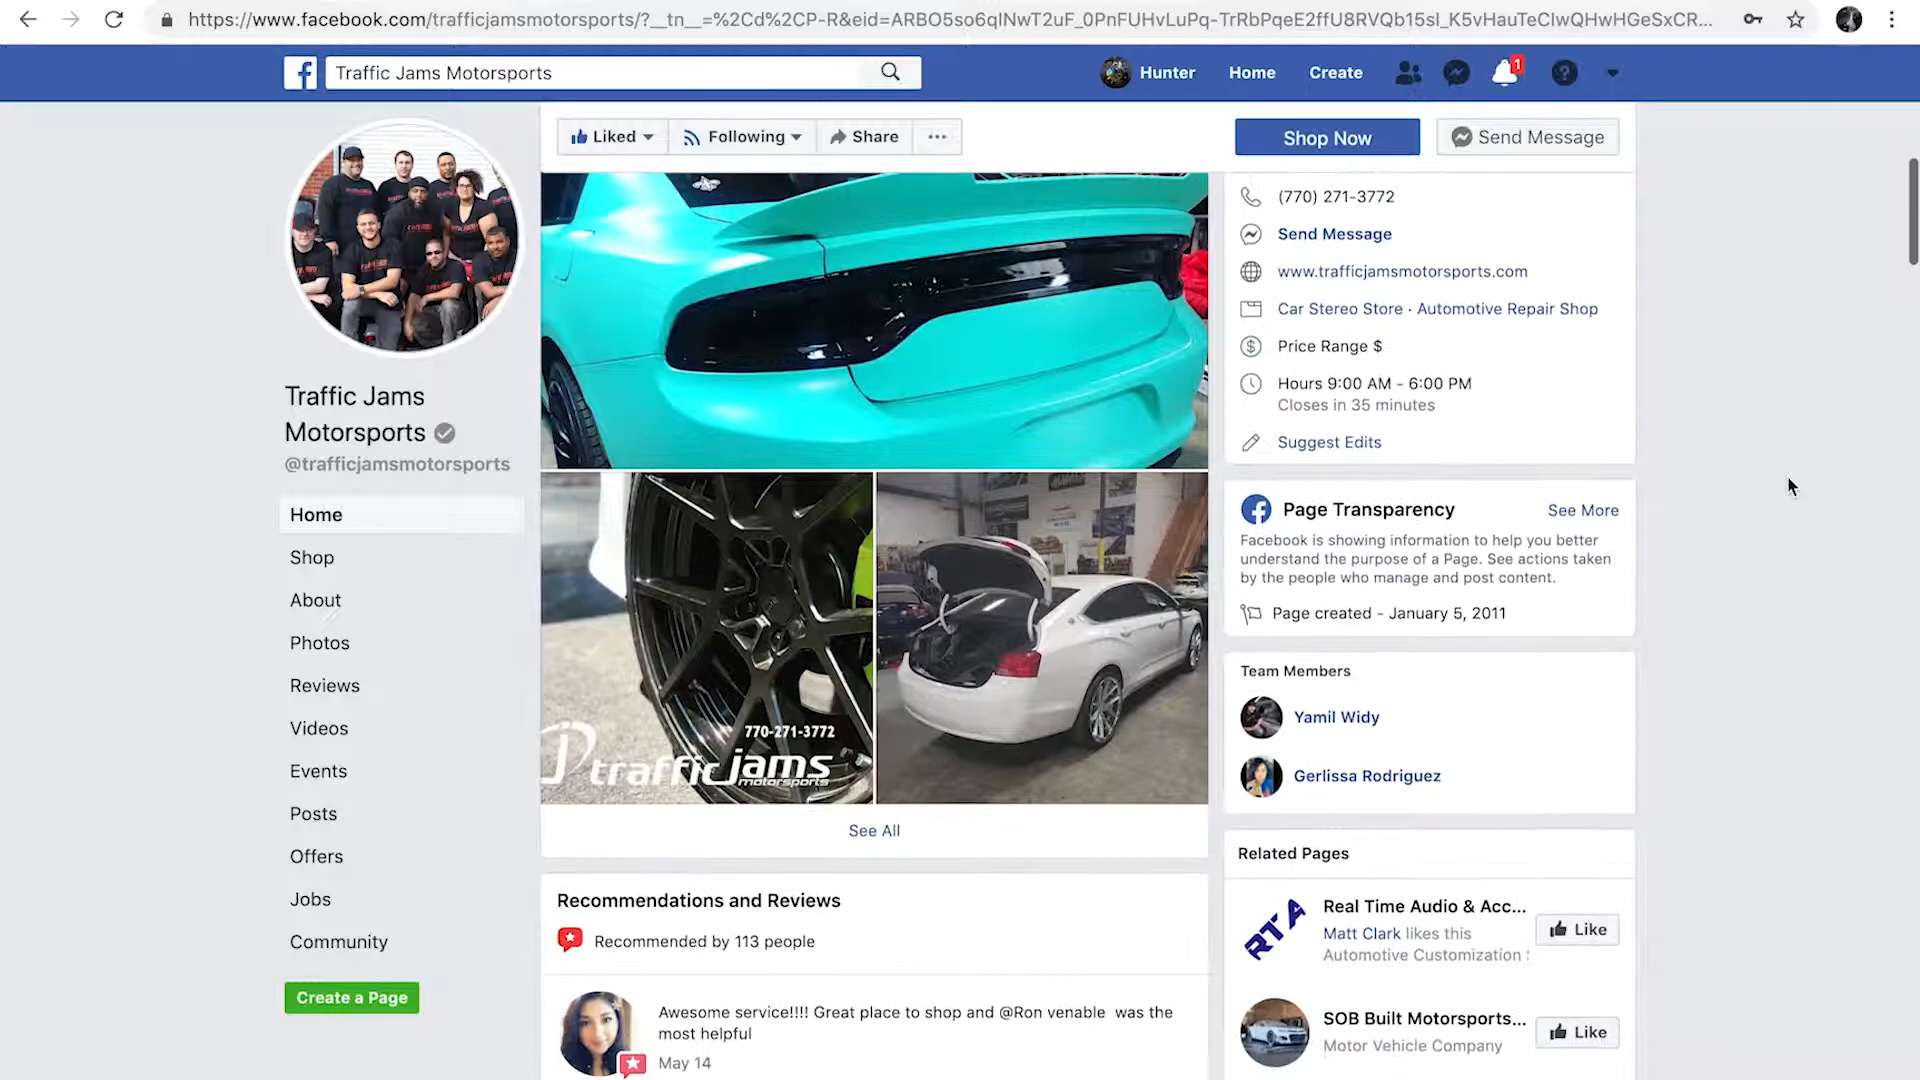 https://www.facebook.com/trafficjamsmotorsports/?__tn__=%2Cd%2CP-R&eid=ARBO5so6qlNwT2uF_0PnFUHvLuPq-TrRbPqeE2ffU8RVQb15sl_K5vHauTeCIwQHwHGeSxCR...
Traffic Jams Motorsports
Hunter
Home
Create
1
Liked
Following
Share
Shop Now
Send Message
(770) 271-3772
Send Message
www.trafficjamsmotorsports.com
Car Stereo Store · Automotive Repair Shop
Price Range $
Hours 9:00 AM - 6:00 PM
Closes in 35 minutes
Suggest Edits
Traffic Jams
Motorsports
@trafficjamsmotorsports
Home
Shop
About
Photos
Reviews
Videos
Events
Posts
Offers
Jobs
Community
Create a Page
770-271-3772
trafficjams
motorsports
See All
Page Transparency
See More
Facebook is showing information to help you better
understand the purpose of a Page. See actions taken
by the people who manage and post content.
Page created - January 5, 2011
Team Members
Yamil Widy
Gerlissa Rodriguez
Recommendations and Reviews
Recommended by 113 people
Awesome service!!!! Great place to shop and @Ron venable was the
most helpful
May 14
Related Pages
RTA
Real Time Audio & Acc...
Matt Clark likes this
Automotive Customization
Like
SOB Built Motorsports...
Motor Vehicle Company
Like